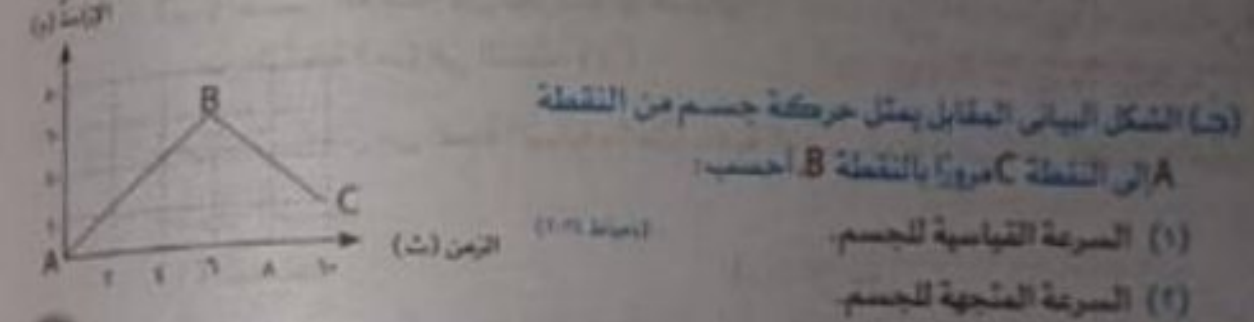 الإزاحة (م)
B
C
A
٢ ٤ ٦ ٨ ١٠
الزمن (ث)
(ج) الشكل البياني المقابل يمثل حركة جسم من النقطة
A إلى النقطة C مرورًا بالنقطة B. احسب:
(١) السرعة القياسية للجسم.
(٢) السرعة المتجهة للجسم.